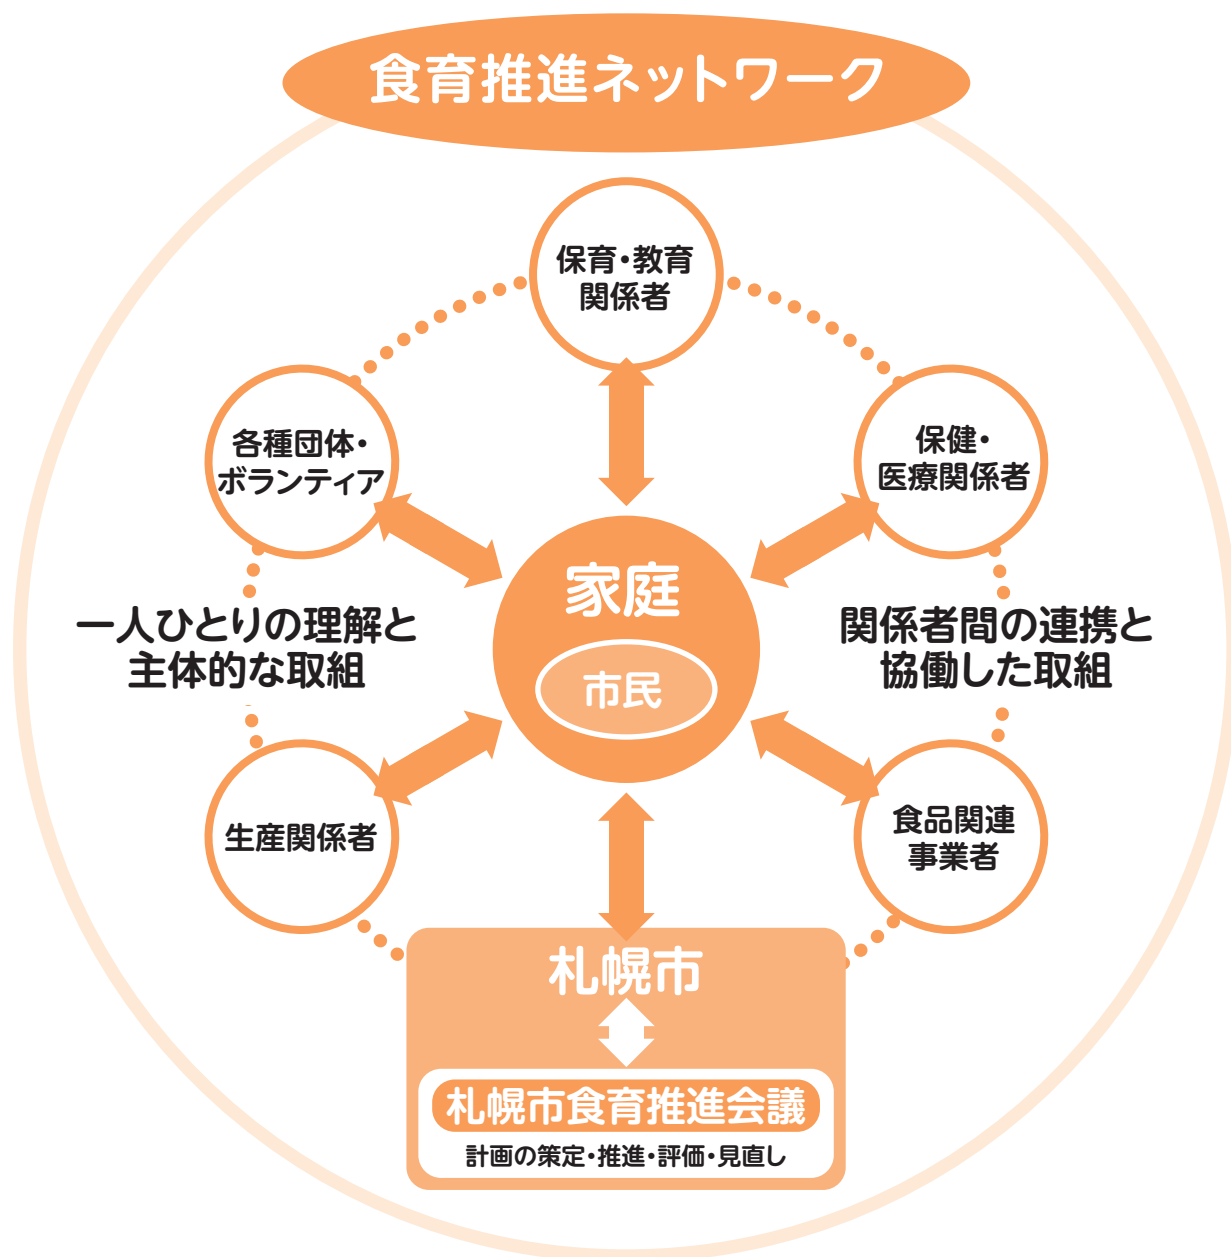 食育推進ネットワーク
保育・教育
関係者
各種団体・
ボランティア
保健・
医療関係者
家庭
市民
一人ひとりの理解と
主体的な取組
関係者間の連携と
協働した取組
生産関係者
食品関連
事業者
札幌市
札幌市食育推進会議
計画の策定・推進・評価・見直し